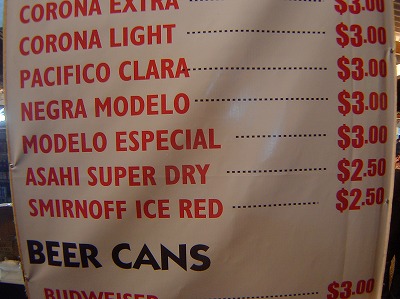 CORONA EXTRA $3.00
CORONA LIGHT $3.00
PACIFICO CLARA $3.00
NEGRA MODELO $3.00
MODELO ESPECIAL $3.00
ASAHI SUPER DRY $2.50
SMIRNOFF ICE RED $2.50
BEER CANS
BUDWEISER $3.00